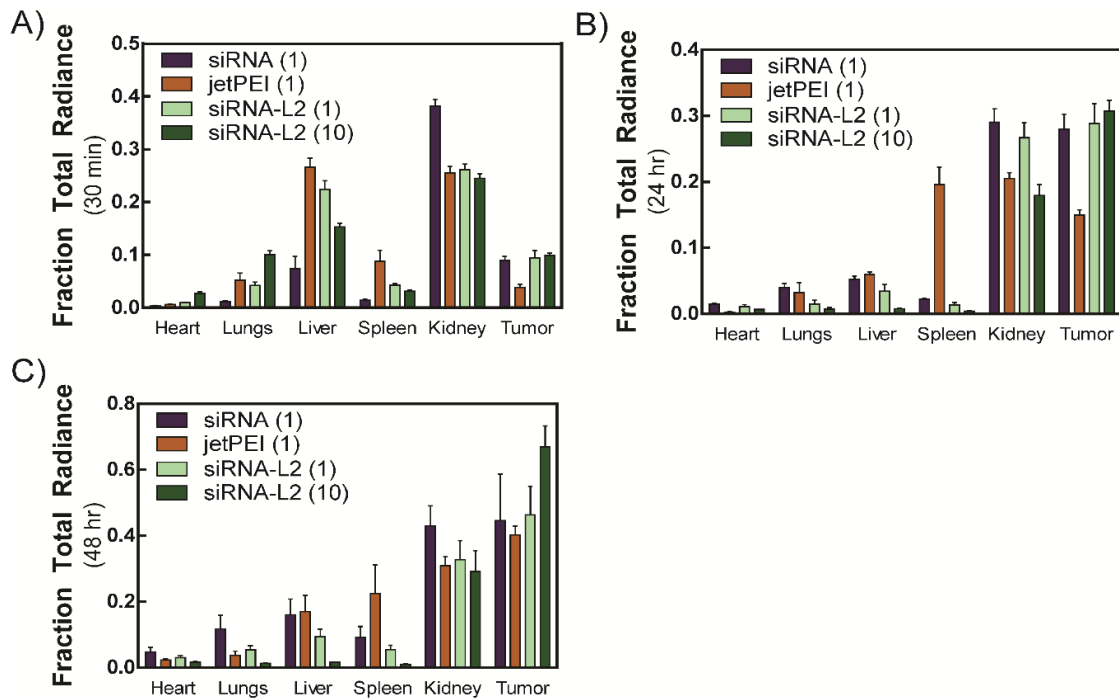 A)
Fraction Total Radiance
(30 min)
0.5
0.4
0.3
0.2
0.1
0.0
siRNA (1)
jetPEI (1)
siRNA-L2 (1)
siRNA-L2 (10)
Heart Lungs Liver Spleen Kidney Tumor
B)
Fraction Total Radiance
(24 hr)
0.4
0.3
0.2
0.1
0.0
siRNA (1)
jetPEI (1)
siRNA-L2 (1)
siRNA-L2 (10)
Heart Lungs Liver Spleen Kidney Tumor
C)
Fraction Total Radiance
(48 hr)
0.8
0.6
0.4
0.2
0.0
siRNA (1)
jetPEI (1)
siRNA-L2 (1)
siRNA-L2 (10)
Heart Lungs Liver Spleen Kidney Tumor